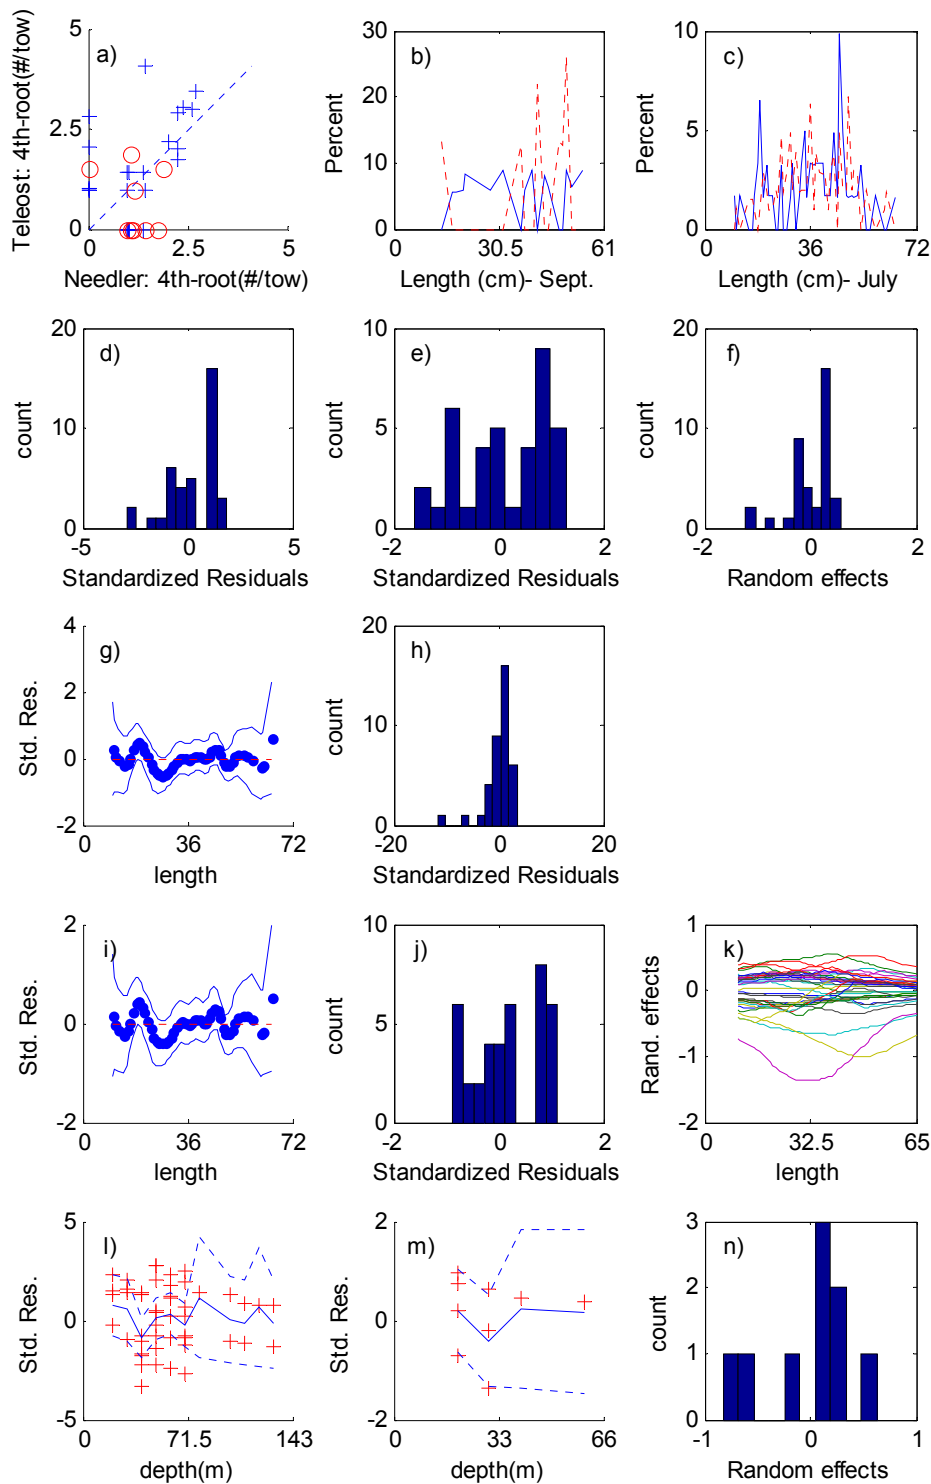 a)
5
2.5
0
0 2.5 5
Teleost: 4th-root(#/tow)
Needler: 4th-root(#/tow)
b)
30
20
10
0
0 30.5 61
Percent
Length (cm)- Sept.
c)
10
5
0
0 36 72
Percent
Length (cm)- July
d)
20
10
0
-5 0 5
count
Standardized Residuals
e)
10
5
0
-2 0 2
count
Standardized Residuals
f)
20
10
0
-2 0 2
count
Random effects
g)
4
2
0
-2
0 36 72
Std. Res.
length
h)
20
10
0
-20 0 20
count
Standardized Residuals
i)
2
0
-2
0 36 72
Std. Res.
length
j)
10
5
0
-2 0 2
count
Standardized Residuals
k)
1
0
-1
-2
0 32.5 65
Rand. effects
length
l)
5
0
-5
0 71.5 143
Std. Res.
depth(m)
m)
2
0
-2
0 33 66
Std. Res.
depth(m)
n)
3
2
1
0
-1 0 1
count
Random effects